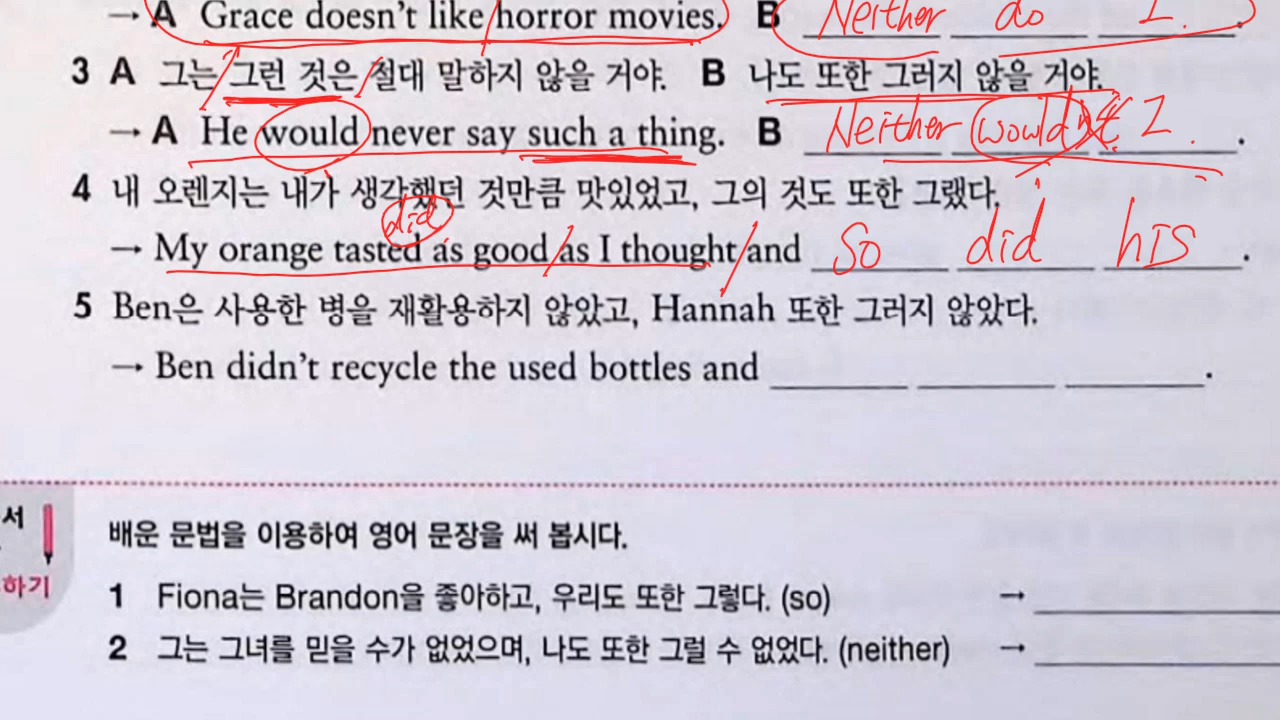 → A Grace doesn't like horror movies. B Neither do I.
3 A 그는 그런 것은 절대 말하지 않을 거야. B 나도 또한 그러지 않을 거야.
→ A He would never say such a thing. B Neither would I.
4 내 오렌지는 내가 생각했던 것만큼 맛있었고, 그의 것도 또한 그랬다.
did
→ My orange tasted as good as I thought and so did his.
5 Ben은 사용한 병을 재활용하지 않았고, Hannah 또한 그러지 않았다.
→ Ben didn't recycle the used bottles and
서
하기
배운 문법을 이용하여 영어 문장을 써 봅시다.
1 Fiona는 Brandon을 좋아하고, 우리도 또한 그렇다. (so) →
2 그는 그녀를 믿을 수가 없었으며, 나도 또한 그럴 수 없었다. (neither) →